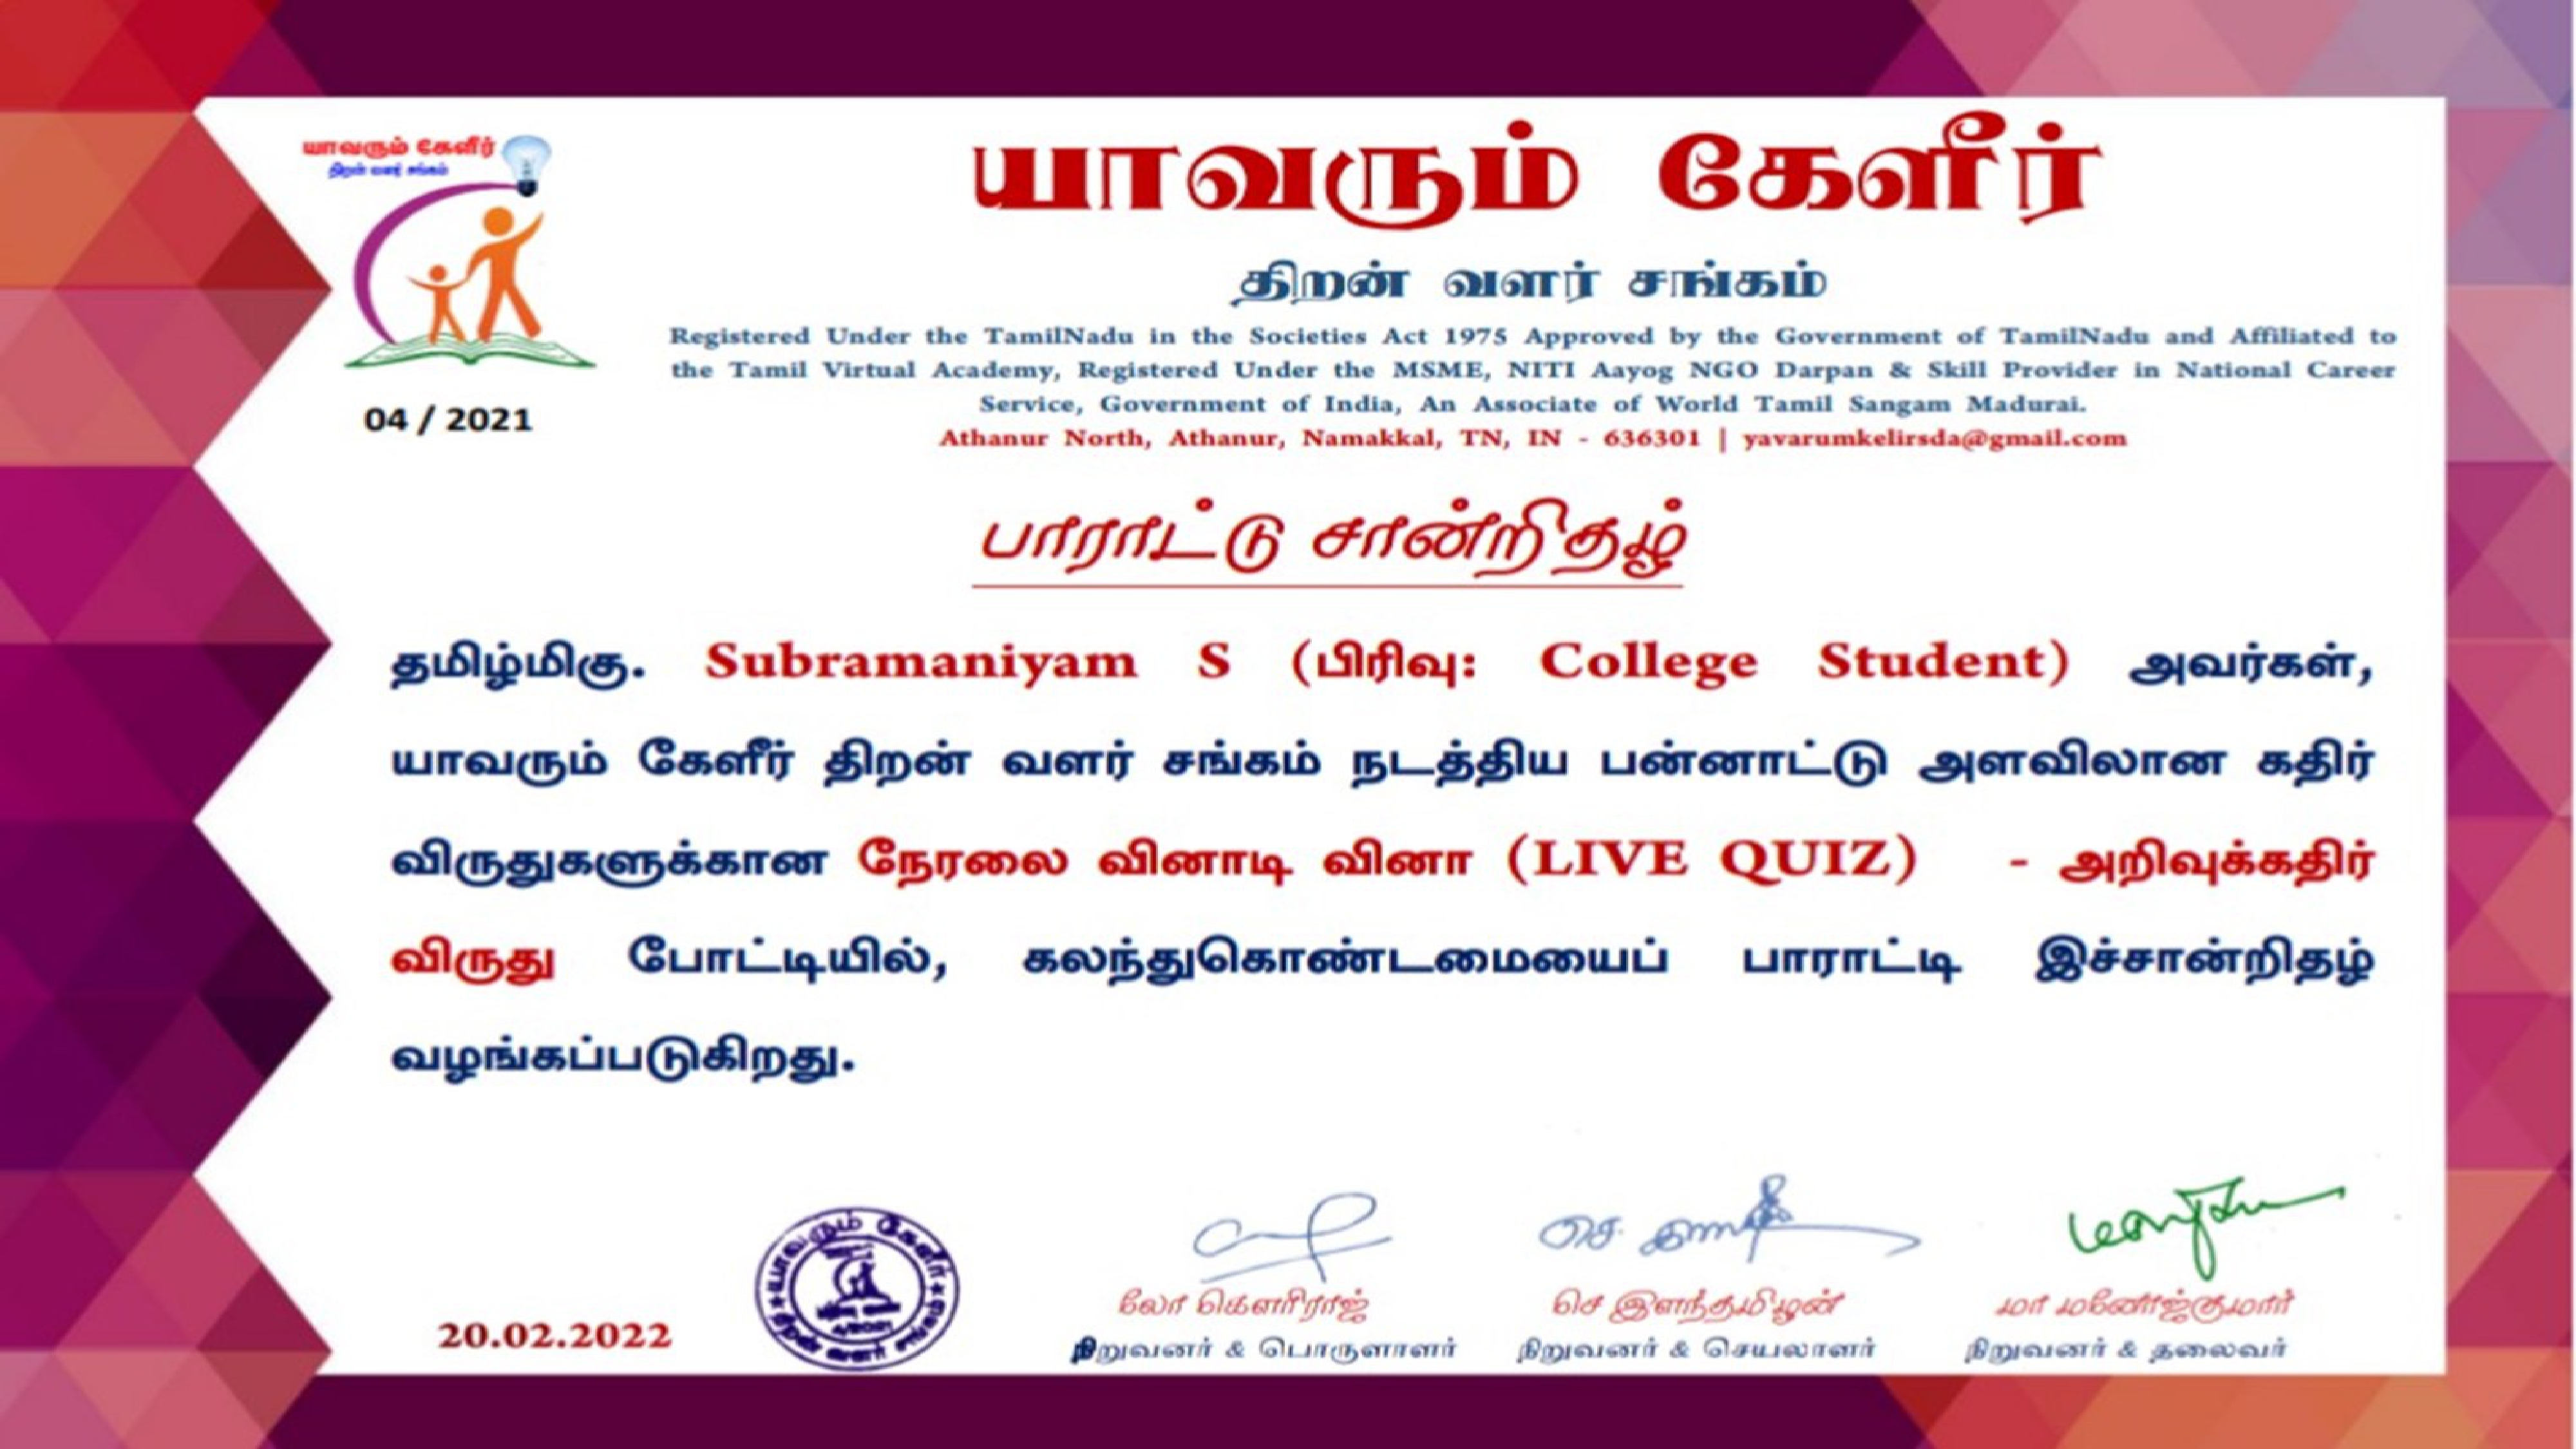 யாவரும் கேளீர்
திறன் வளர் சங்கம்
04 / 2021
யாவரும் கேளீர்
திறன் வளர் சங்கம்
Registered Under the TamilNadu in the Societies Act 1975 Approved by the Government of TamilNadu and Affiliated to
the Tamil Virtual Academy, Registered Under the MSME, NITI Aayog NGO Darpan & Skill Provider in National Career
Service, Government of India, An Associate of World Tamil Sangam Madurai.
Athanur North, Athanur, Namakkal, TN, IN - 636301 | yavarumkelirsda@gmail.com
பாராட்டு சான்றிதழ்
தமிழ்மிகு. Subramaniyam S (பிரிவு: College Student) அவர்கள்,
யாவரும் கேளீர் திறன் வளர் சங்கம் நடத்திய பன்னாட்டு அளவிலான கதிர்
விருதுகளுக்கான நேரலை வினாடி வினா (LIVE QUIZ) - அறிவுக்கதிர்
விருது போட்டியில், கலந்துகொண்டமையைப் பாராட்டி இச்சான்றிதழ்
வழங்கப்படுகிறது.
20.02.2022
யாவரும் கேளீர்
திறன் வளர் சங்கம்
லோ கௌரிராஜ்
நிறுவனர் & பொருளாளர்
செ இளந்தமிழன்
நிறுவனர் & செயலாளர்
மா மனோஜ்குமார்
நிறுவனர் & தலைவர்